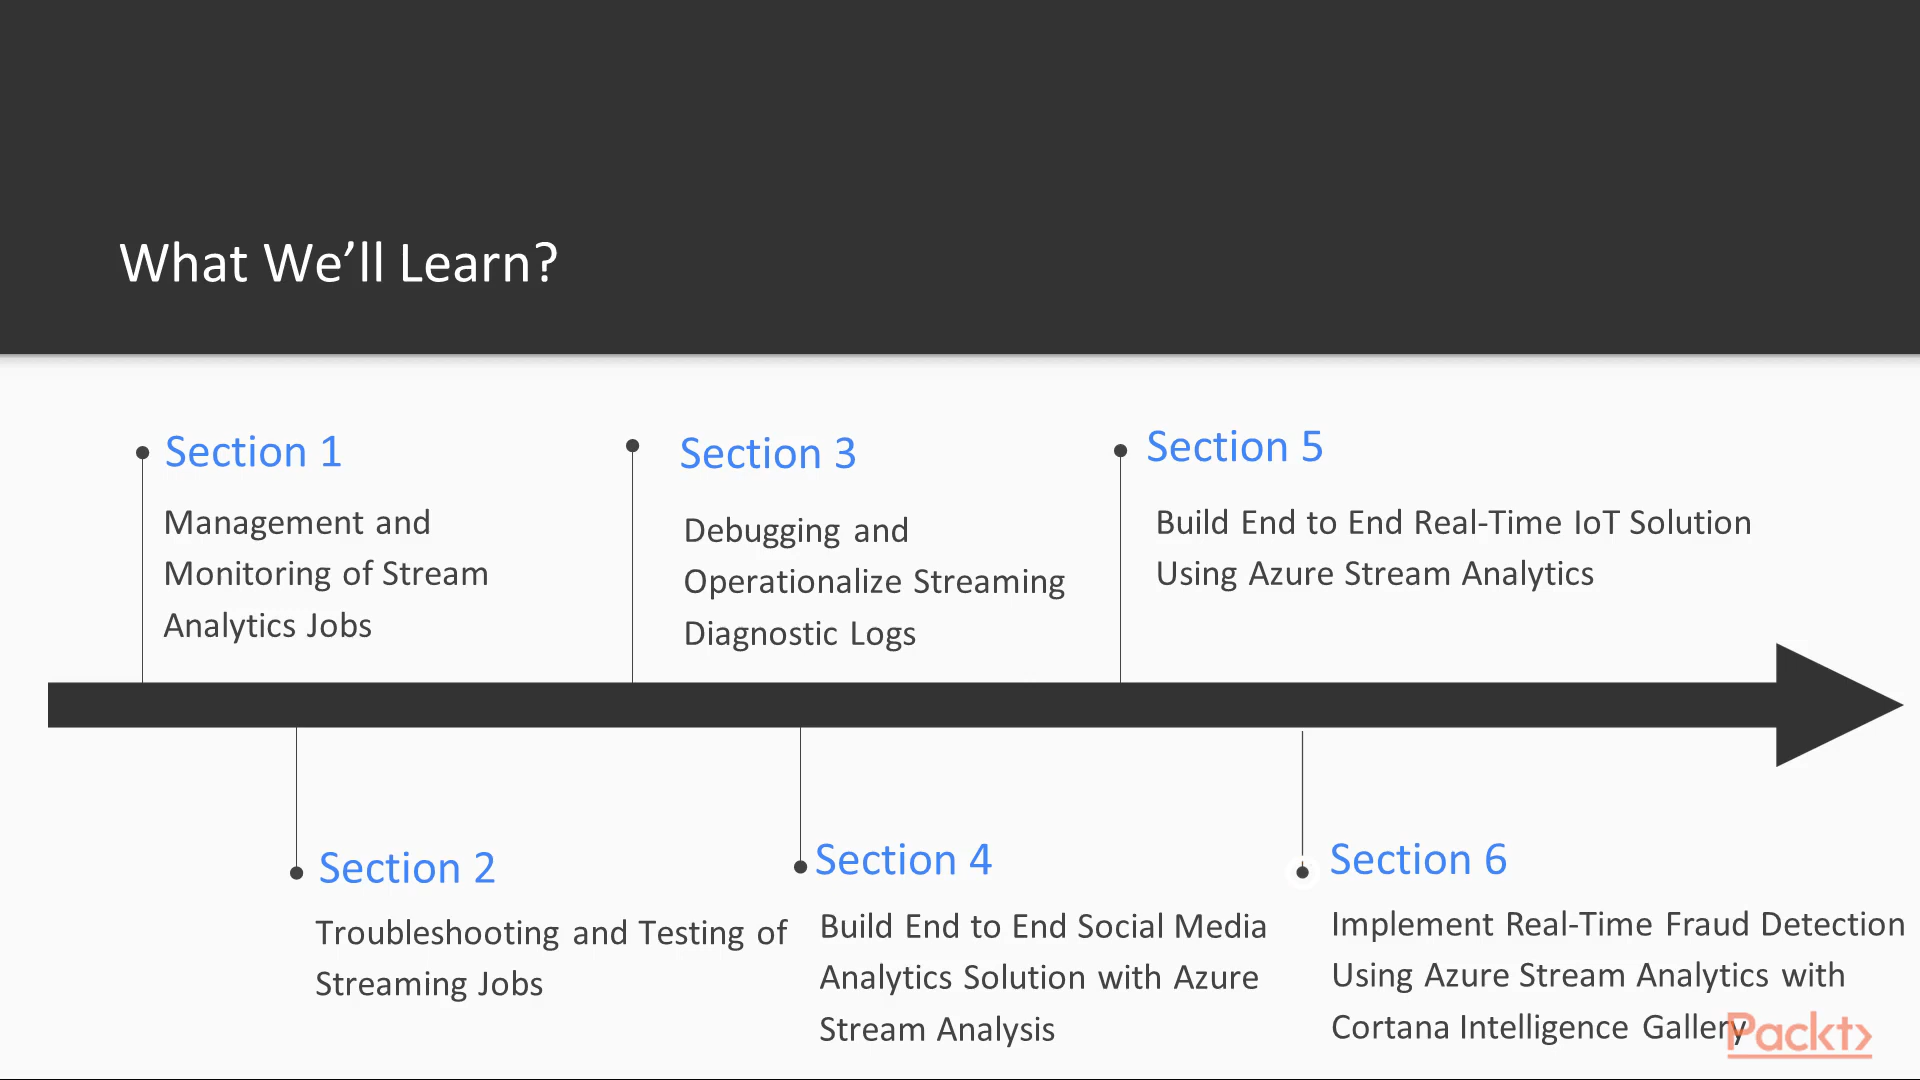 What We’ll Learn?
Section 1
Management and
Monitoring of Stream
Analytics Jobs
Section 2
Troubleshooting and Testing of
Streaming Jobs
Section 3
Debugging and
Operationalize Streaming
Diagnostic Logs
Section 4
Build End to End Social Media
Analytics Solution with Azure
Stream Analysis
Section 5
Build End to End Real-Time IoT Solution
Using Azure Stream Analytics
Section 6
Implement Real-Time Fraud Detection
Using Azure Stream Analytics with
Cortana Intelligence Gallery
Packt